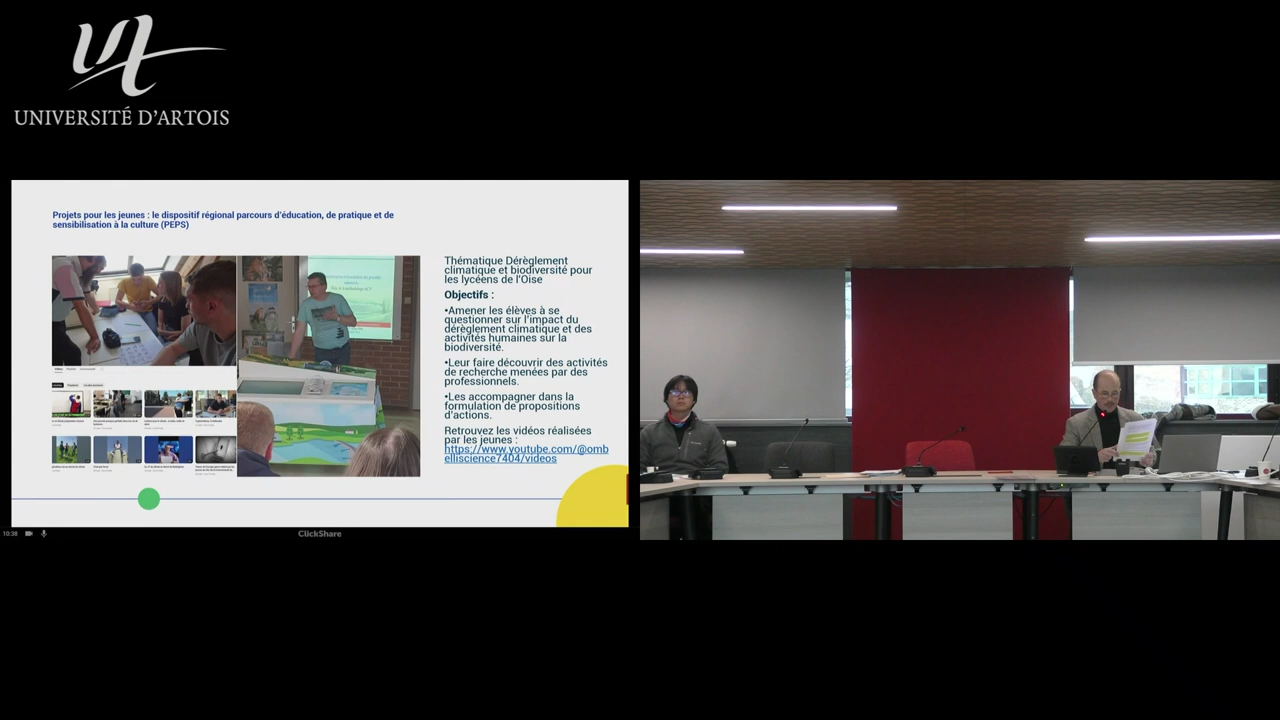 UNIVERSITÉ D'ARTOIS
Projets pour les jeunes : le dispositif régional parcours d'éducation, de pratique et de
sensibilisation à la culture (PEPS)
Thématique Dérèglement
climatique et biodiversité pour
les lycéens de l'Oise
Objectifs :
•Amener les élèves à se
questionner sur l'impact du
dérèglement climatique et des
activités humaines sur la
biodiversité.
•Leur faire découvrir des activités
de recherche menées par des
professionnels.
•Les accompagner dans la
formulation de propositions
d'actions.
Retrouvez les vidéos réalisées
par les jeunes :
https://www.youtube.com/@omb
elliscience7404/videos
10:38
ClickShare